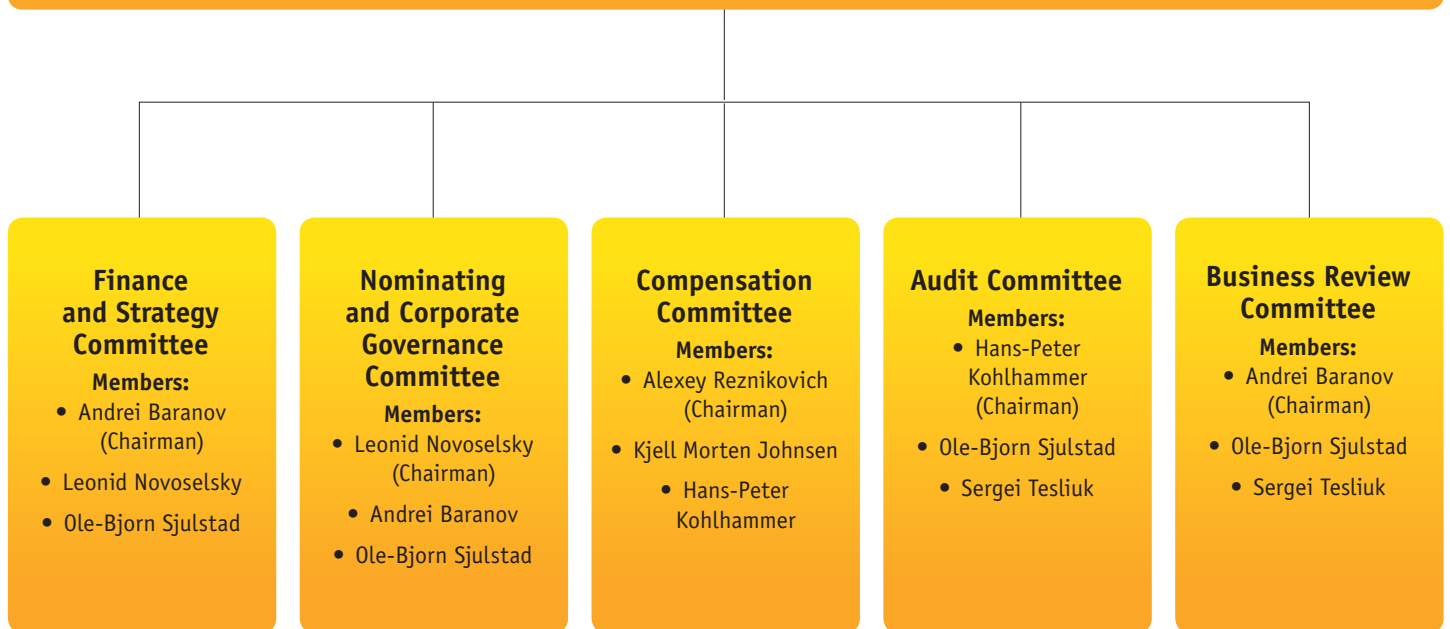 Finance
and Strategy
Committee
Members:
• Andrei Baranov
(Chairman)
• Leonid Novoselsky
• Ole-Bjorn Sjulstad
Nominating
and Corporate
Governance
Committee
Members:
• Leonid Novoselsky
(Chairman)
• Andrei Baranov
• Ole-Bjorn Sjulstad
Compensation
Committee
Members:
• Alexey Reznikovich
(Chairman)
• Kjell Morten Johnsen
• Hans-Peter
Kohlhammer
Audit Committee
Members:
• Hans-Peter
Kohlhammer
(Chairman)
• Ole-Bjorn Sjulstad
• Sergei Tesliuk
Business Review
Committee
Members:
• Andrei Baranov
(Chairman)
• Ole-Bjorn Sjulstad
• Sergei Tesliuk